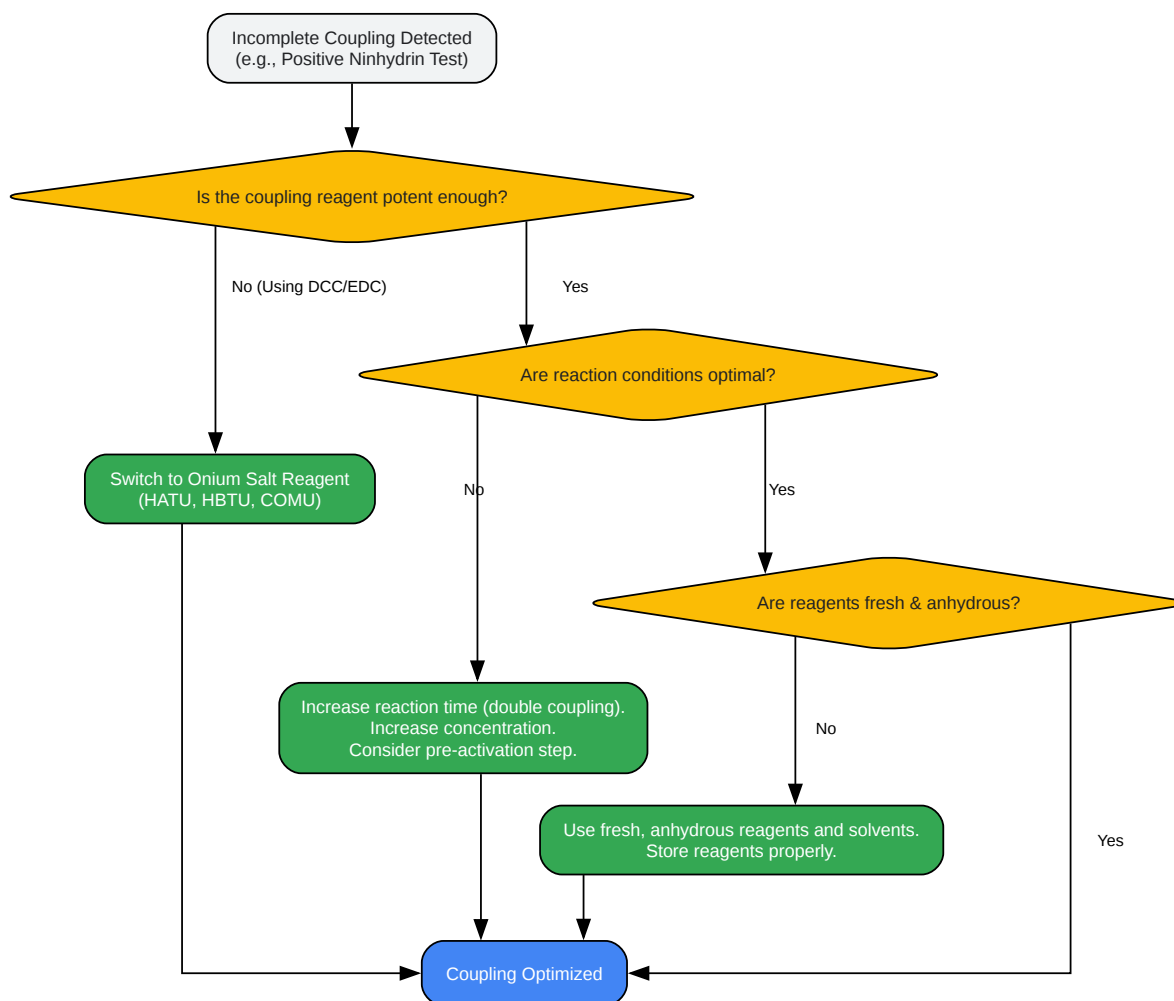 Incomplete Coupling Detected
(e.g., Positive Ninhydrin Test)
Is the coupling reagent potent enough?
No (Using DCC/EDC)
Yes
Are reaction conditions optimal?
Switch to Onium Salt Reagent
(HATU, HBTU, COMU)
No
Yes
Are reagents fresh & anhydrous?
Increase reaction time (double coupling).
Increase concentration.
Consider pre-activation step.
No
Use fresh, anhydrous reagents and solvents.
Store reagents properly.
Yes
Coupling Optimized